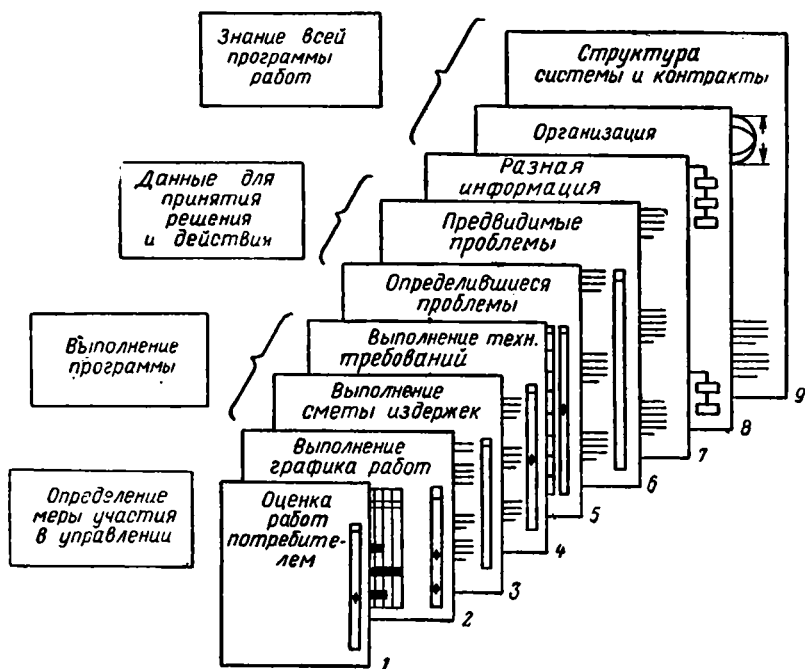 Знание всей
программы
работ
Структура
системы и контракты
Организация
Разная
информация
Данные для
принятия
решения
и действия
Предвидимые
проблемы
Определившиеся
проблемы
Выполнение
программы
Выполнение техн.
требований
Выполнение
сметы издержек
Выполнение
графика работ
Определение
меры участия
в управлении
Оценка
работ
потребите-
лем
1
2
3
4
5
6
7
8
9